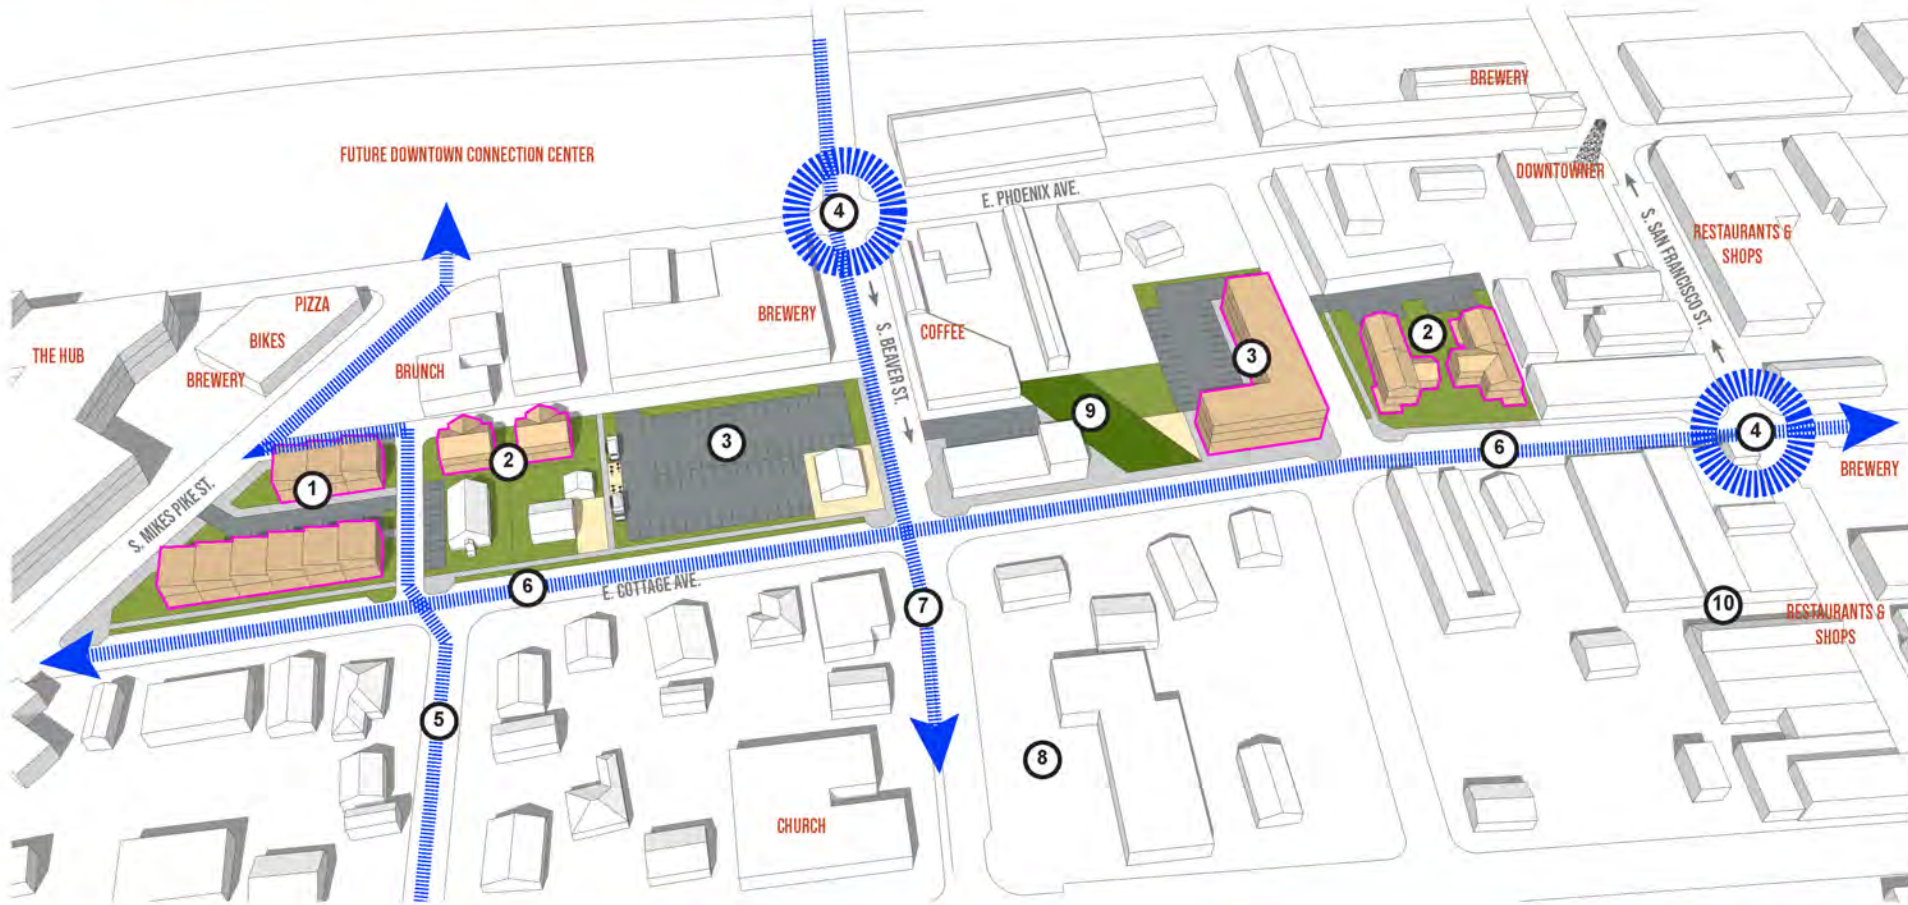 BREWERY
FUTURE DOWNTOWN CONNECTION CENTER
DOWNTOWNER
E. PHOENIX AVE.
4
S. SAN FRANCISCO ST.
RESTAURANTS &
SHOPS
PIZZA
BIKES
THE HUB
BREWERY
BRUNCH
BREWERY
S. BEAVER ST.
COFFEE
3
2
9
3
2
1
4
6
BREWERY
S. MIKES PIKE ST.
6
E. COTTAGE AVE.
7
10
RESTAURANTS &
SHOPS
5
8
CHURCH